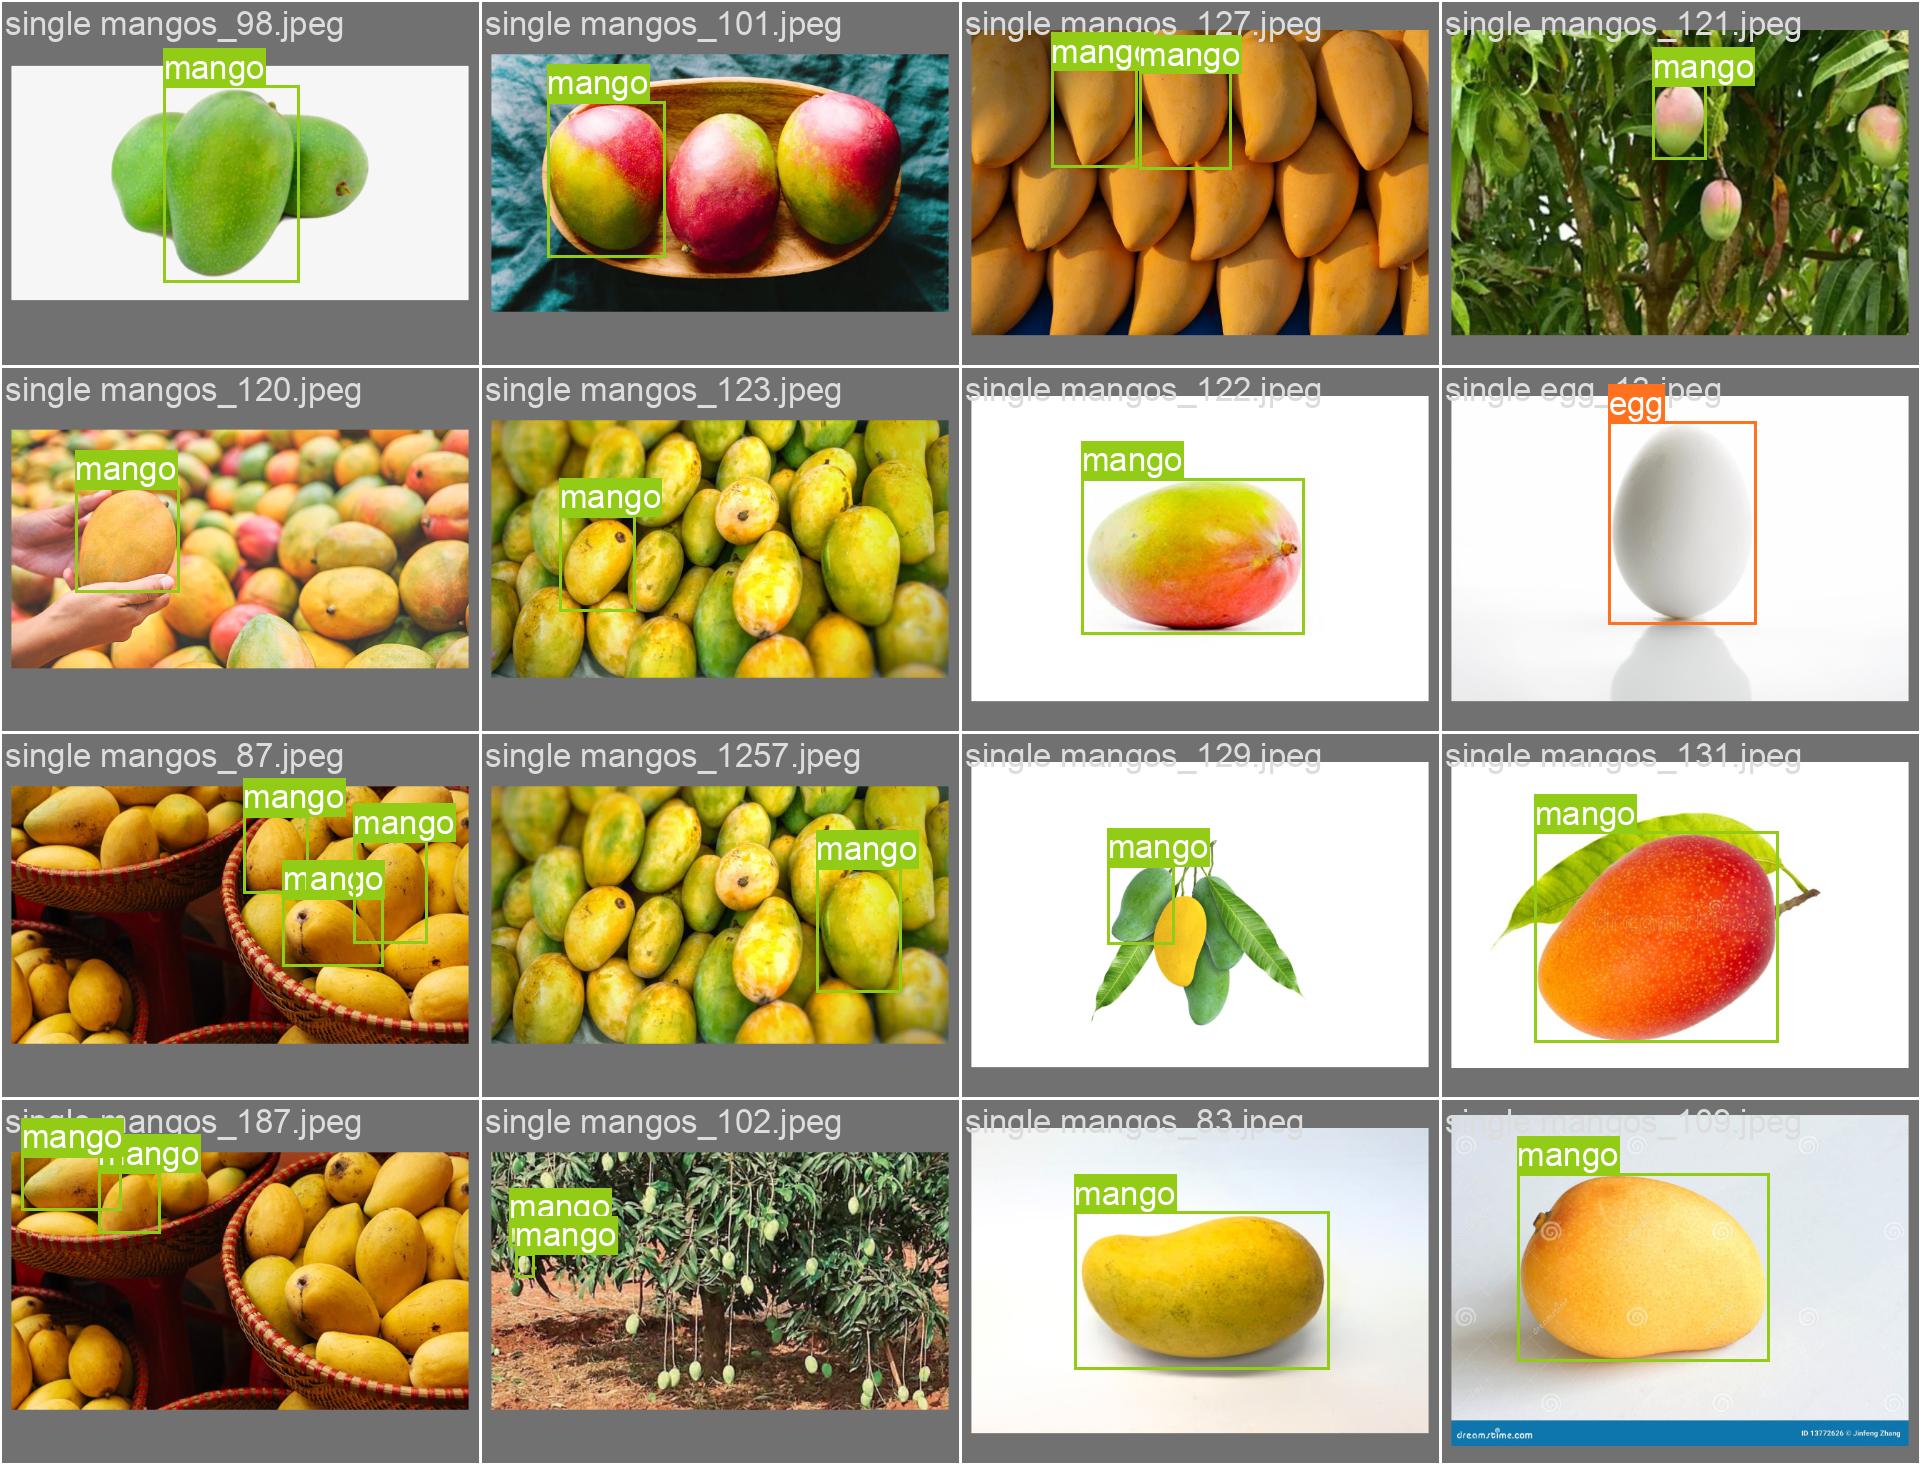 single mangos_98.jpeg
mango
single mangos_101.jpeg
mango
single mangos_127.jpeg
mango
mango
single mangos_121.jpeg
mango
single mangos_120.jpeg
mango
single mangos_123.jpeg
mango
single mangos_122.jpeg
mango
single egg_13.jpeg
egg
single mangos_87.jpeg
mango
mango
mango
single mangos_1257.jpeg
mango
single mangos_129.jpeg
mango
single mangos_131.jpeg
mango
dreamstime
single mangos_187.jpeg
mango
mango
single mangos_102.jpeg
mango
mango
single mangos_83.jpeg
mango
single mangos_109.jpeg
mango
dreamstime.com
ID 13772626 © Jinfeng Zhang